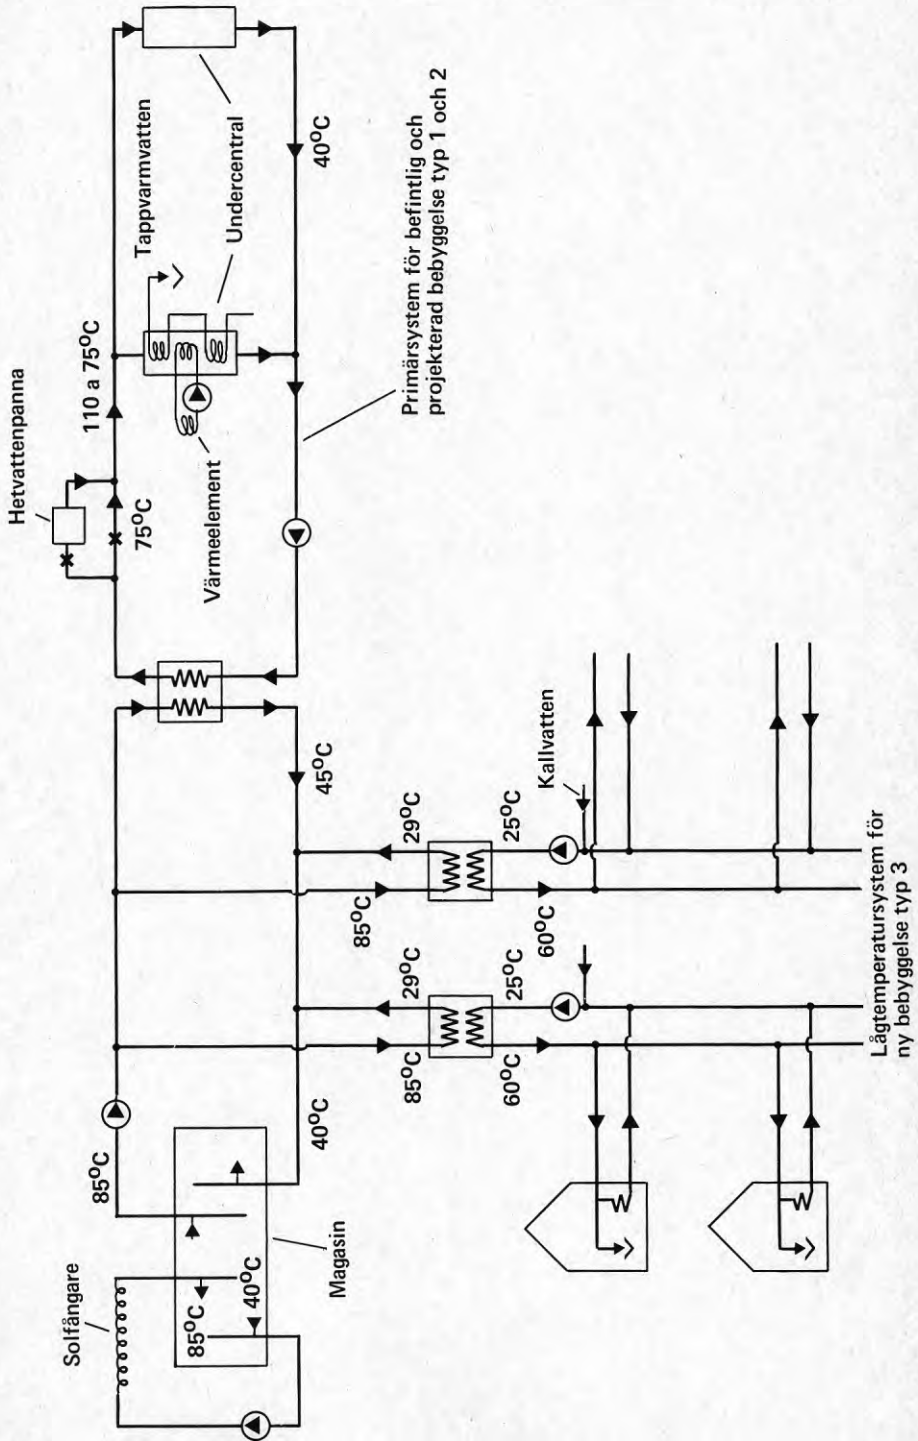 Solfångare
85°C
40°C
Magasin
85°C
40°C
85°C
29°C
60°C
25°C
85°C
29°C
60°C
25°C
Kallvatten
45°C
Lågtemperatursystem för
ny bebyggelse typ 3
Hetvattenpanna
75°C
110 a 75°C
Värmeelement
Tappvarmvatten
Undercentral
40°C
Primärsystem för befintlig och
projekterad bebyggelse typ 1 och 2